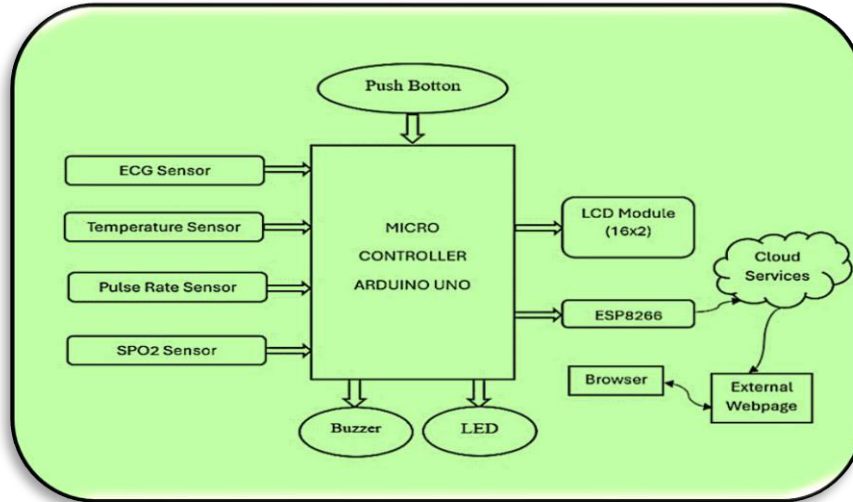 Push Botton
ECG Sensor
Temperature Sensor
Pulse Rate Sensor
SPO2 Sensor
MICRO
CONTROLLER
ARDUINO UNO
LCD Module
(16x2)
ESP8266
Cloud
Services
Browser
External
Webpage
Buzzer
LED